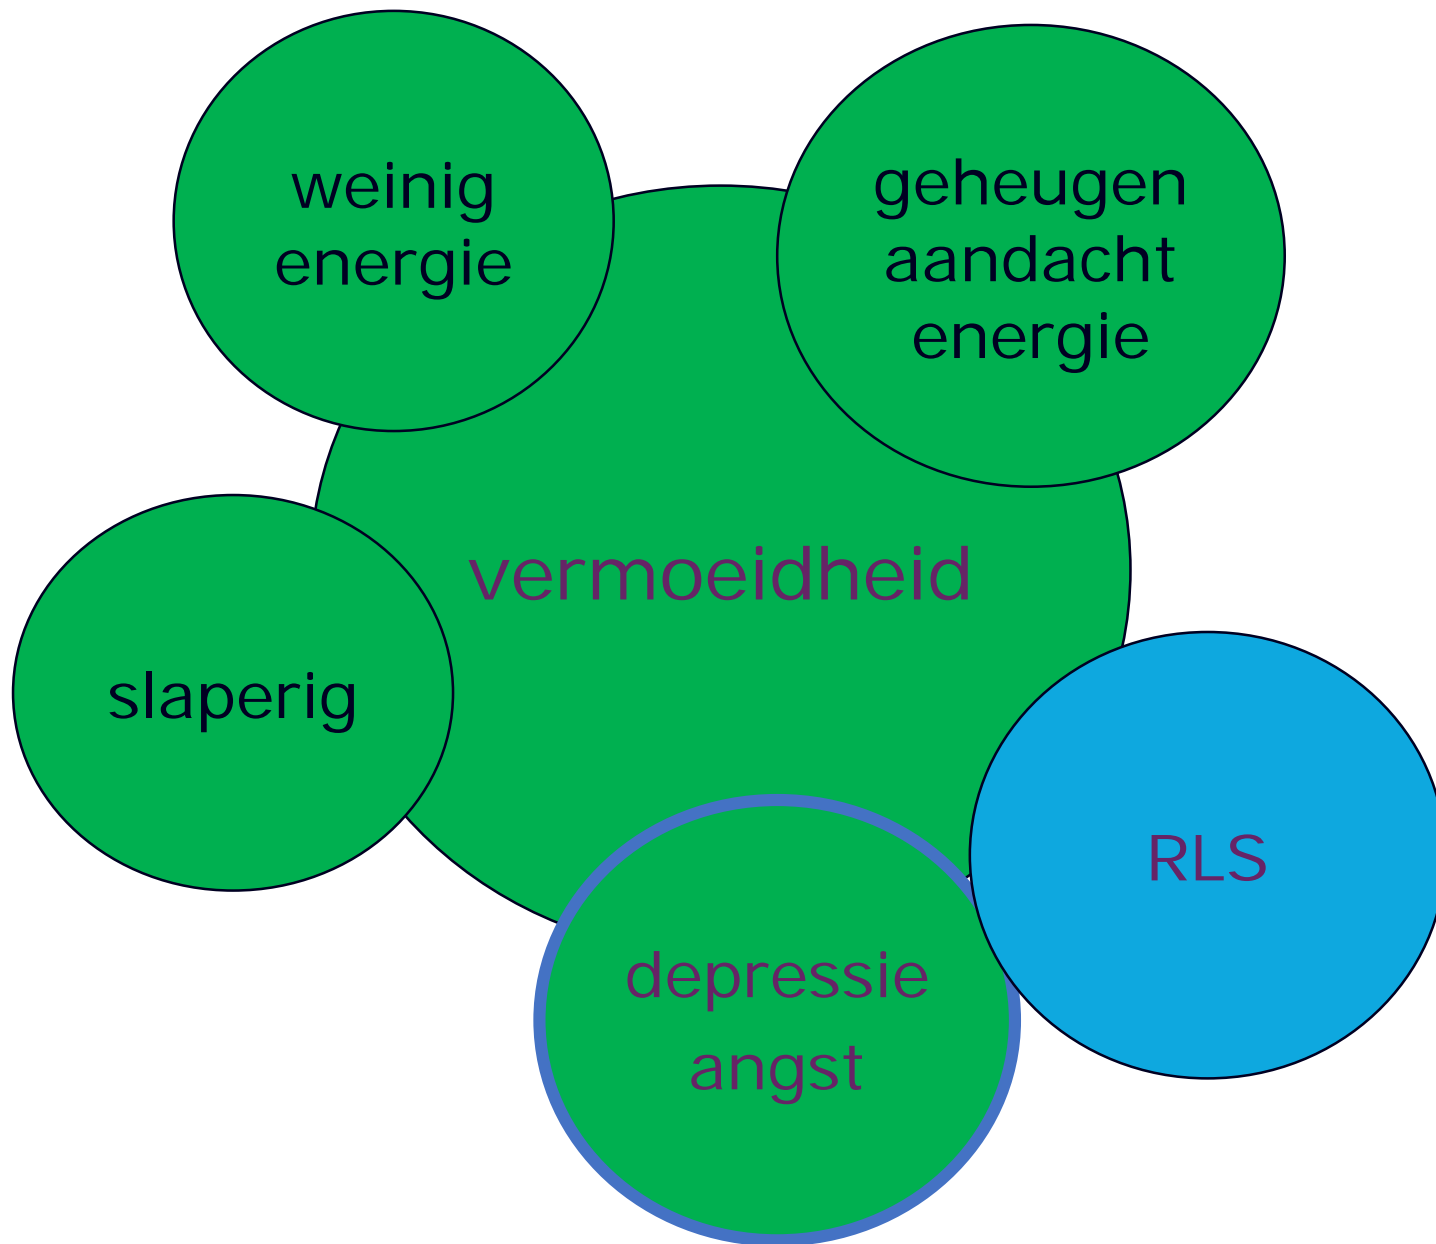 weinig
energie
geheugen
aandacht
energie
vermoeidheid
slaperig
RLS
depressie
angst